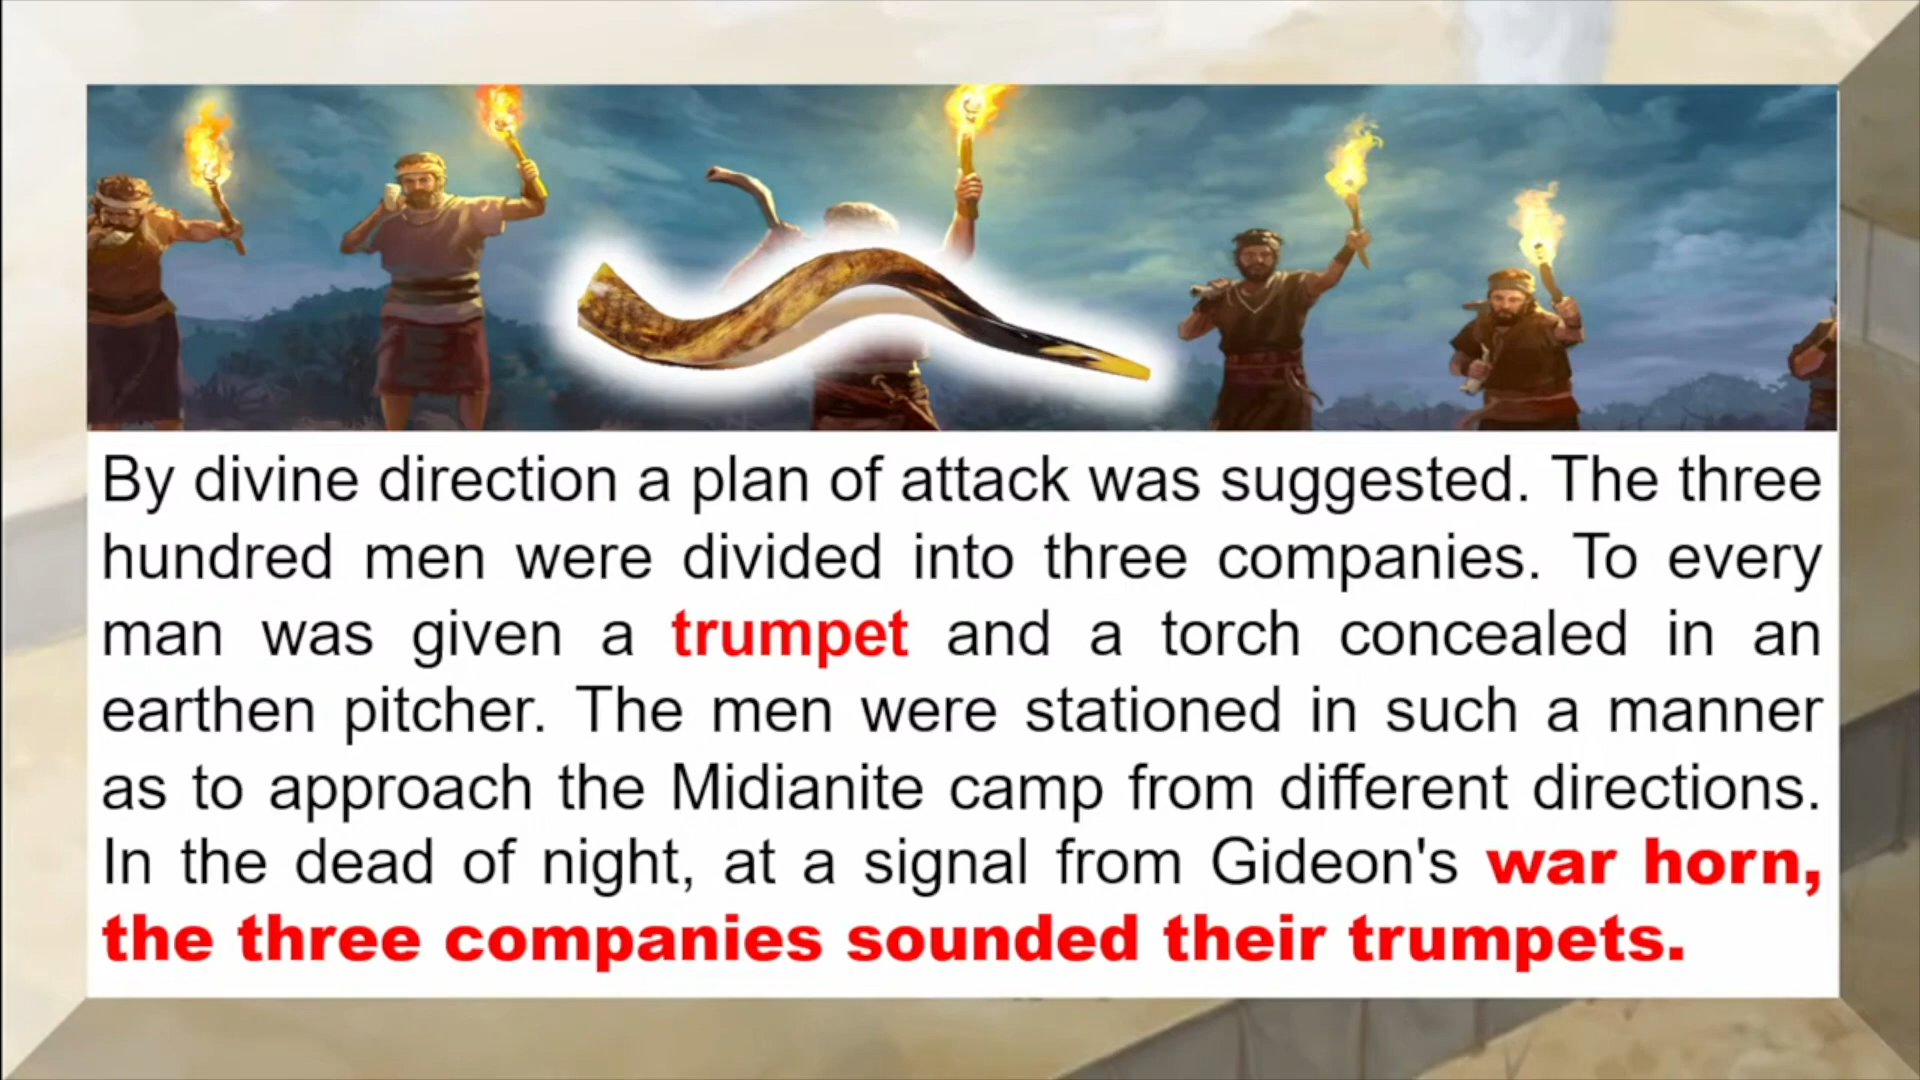 By divine direction a plan of attack was suggested. The three
hundred men were divided into three companies. To every
man was given a trumpet and a torch concealed in an
earthen pitcher. The men were stationed in such a manner
as to approach the Midianite camp from different directions.
In the dead of night, at a signal from Gideon's war horn,
the three companies sounded their trumpets.